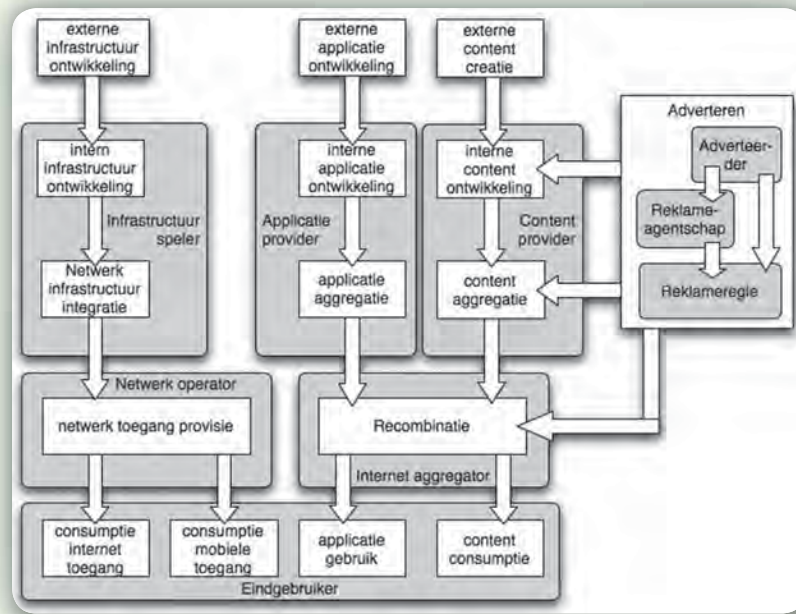 externe
infrastructuur
ontwikkeling
externe
applicatie
ontwikkeling
externe
content
creatie
Adverteren
Adverteer-
der
Reklame-
agentschap
Reklameregie
intern
infrastructuur
ontwikkeling
Infrastructuur
speler
Netwerk
infrastructuur
integratie
interne
applicatie
ontwikkeling
Applicatie
provider
applicatie
aggregatie
interne
content
ontwikkeling
Content
provider
content
aggregatie
Netwerk operator
netwerk toegang provisie
Recombinatie
Internet aggregator
consumptie
internet
toegang
consumptie
mobiele
toegang
applicatie
gebruik
content
consumptie
Eindgebruiker